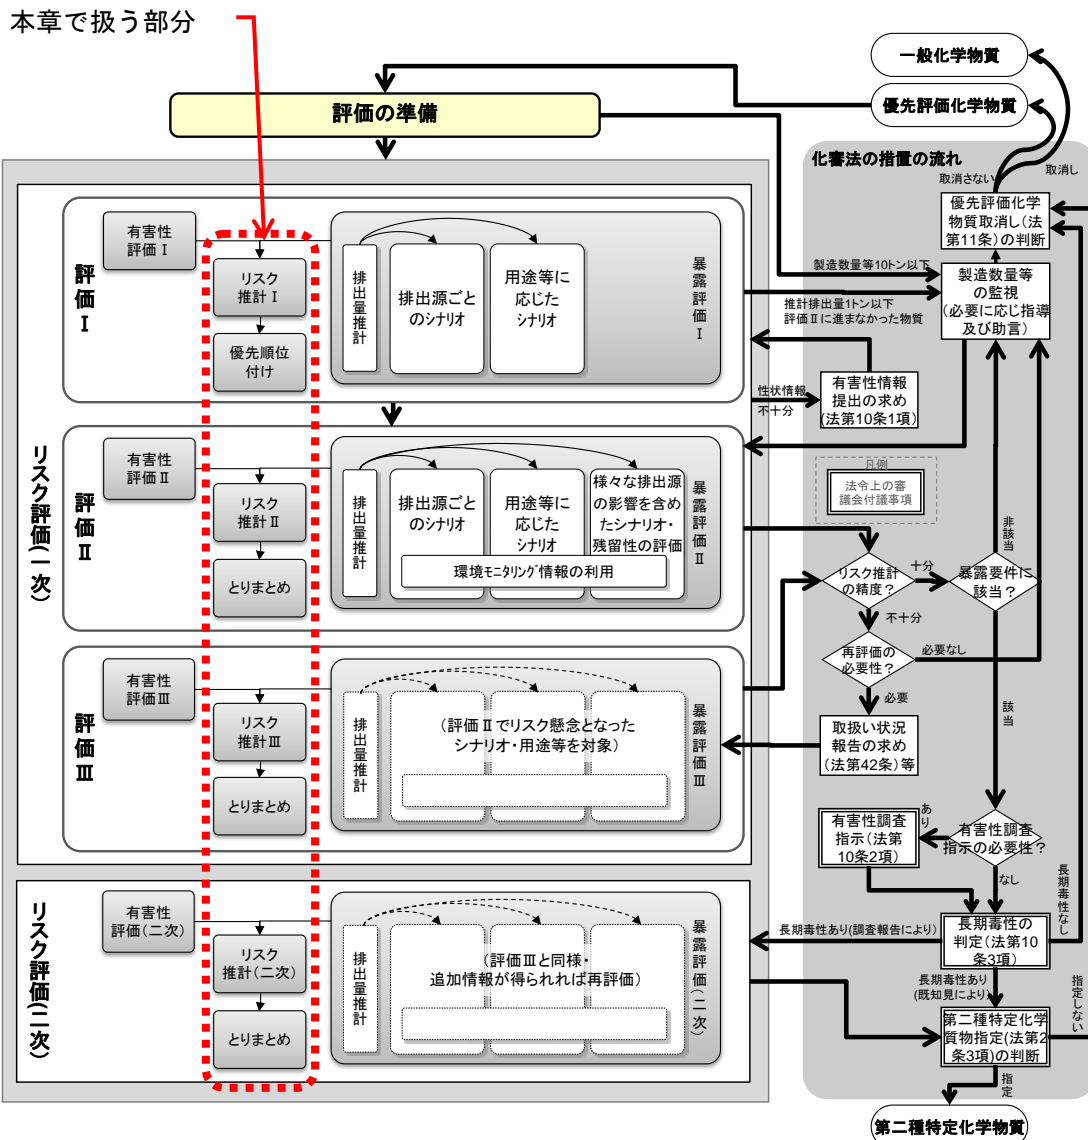 本章で扱う部分
一般化学物質
優先評価化学物質
評価の準備
化審法の措置の流れ
取消さない
取消し
優先評価化学
物質取消し(法
第11条)の判断
製造数量等10トン以下
製造数量等
の監視
(必要に応じ指導
及び助言)
推計排出量1トン以下
評価Ⅱに進まなかった物質
性状情報
不十分
有害性情報
提出の求め
(法第10条1項)
凡例
法令上の審
議会付議事項
リスク評価(一次)
評価Ⅰ
有害性
評価Ⅰ
リスク
推計Ⅰ
優先順位
付け
排出量推計
排出源ごと
のシナリオ
用途等に
応じた
シナリオ
暴露評価Ⅰ
評価Ⅱ
有害性
評価Ⅱ
リスク
推計Ⅱ
とりまとめ
排出量推計
排出源ごと
のシナリオ
用途等に
応じた
シナリオ
様々な排出源
の影響を含め
たシナリオ・
残留性の評価
環境モニタリング情報の利用
暴露評価Ⅱ
評価Ⅲ
有害性
評価Ⅲ
リスク
推計Ⅲ
とりまとめ
排出量推計
(評価Ⅱでリスク懸念となった
シナリオ・用途等を対象)
暴露評価Ⅲ
リスク推計
の精度?
十分
不十分
暴露要件に
該当?
非該当
該当
再評価の
必要性?
必要なし
必要
取扱い状況
報告の求め
(法第42条)等
有害性調査
指示の必要性?
あり
なし
有害性調査
指示(法第
10条2項)
長期毒性なし
リスク評価(二次)
有害性
評価(二次)
リスク
推計(二次)
とりまとめ
排出量推計
(評価Ⅲと同様・
追加情報が得られれば再評価)
暴露評価(二次)
長期毒性あり(調査報告により)
長期毒性の
判定(法第10
条3項)
長期毒性あり
(既知見により)
指定しない
第二種特定化学
質物指定(法第2
条3項)の判断
指定
第二種特定化学物質